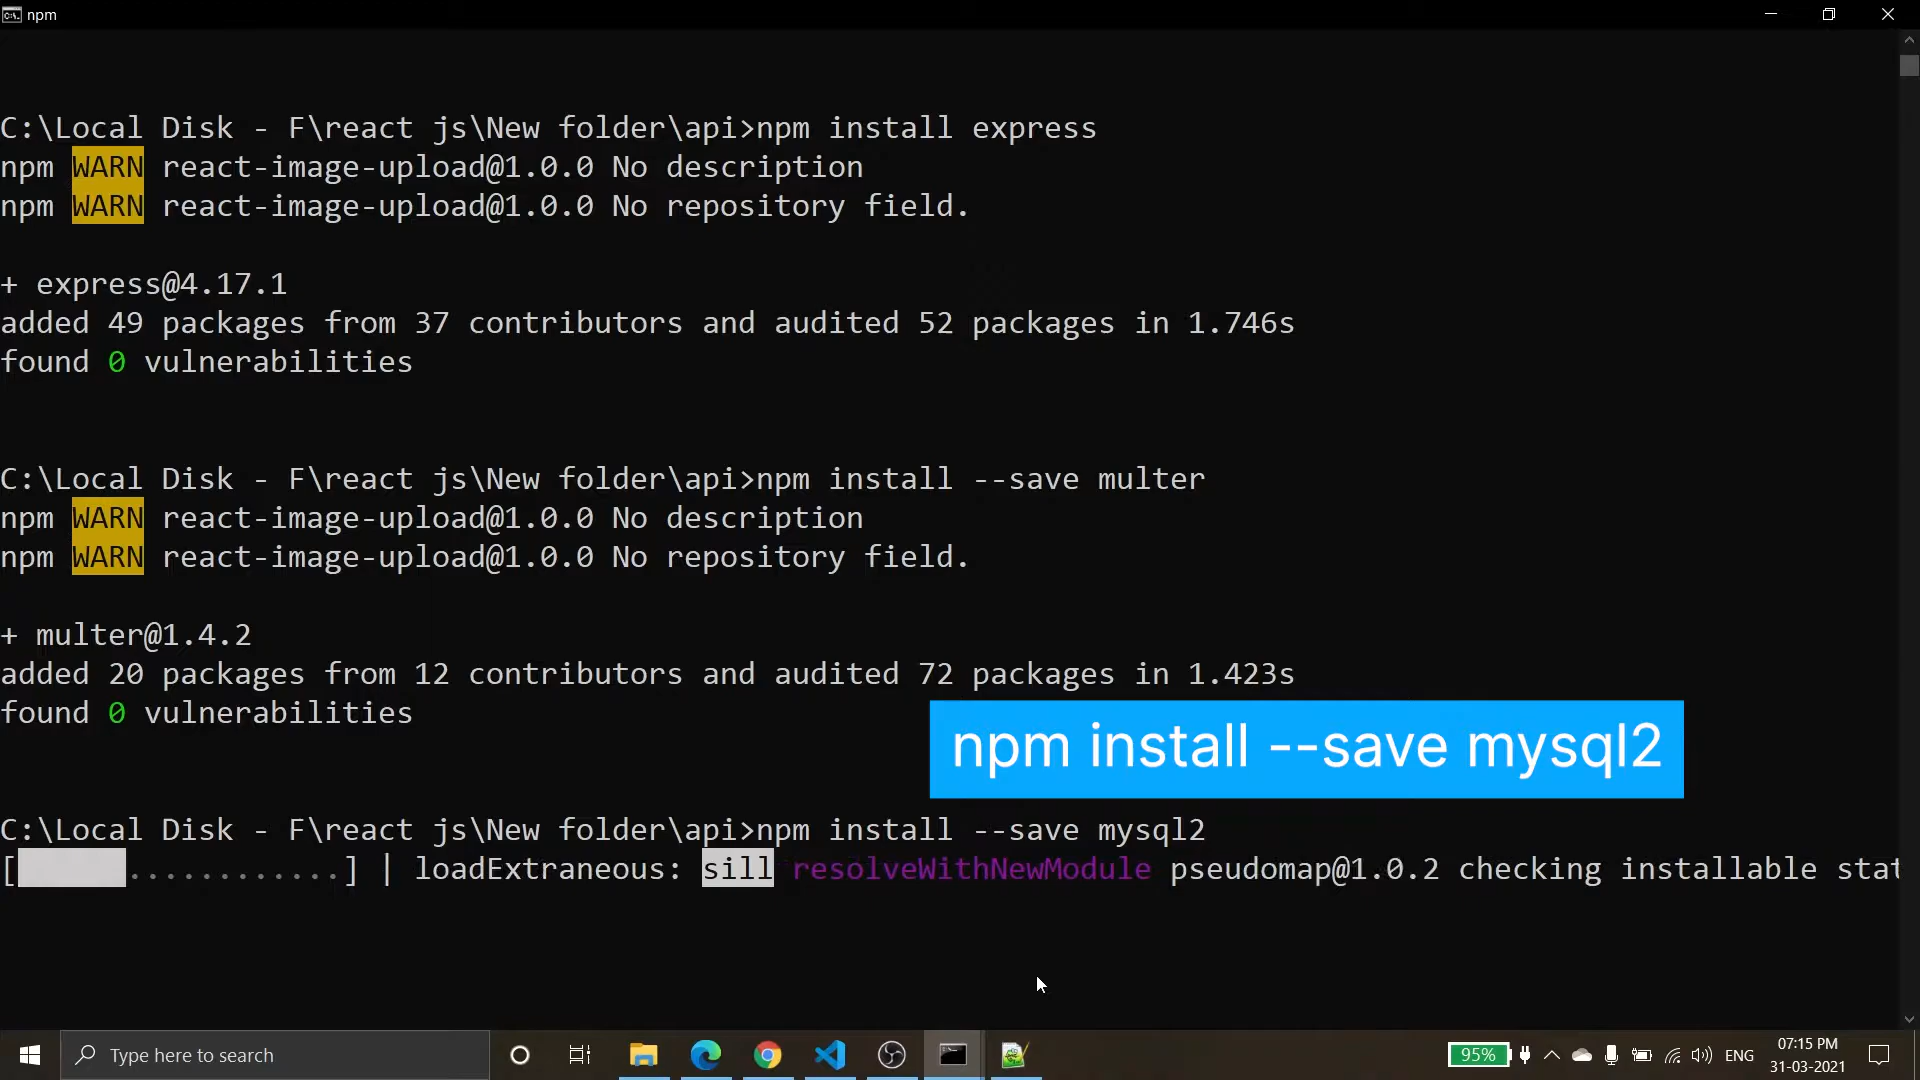 npm
C:\Local Disk - F\react js\New folder\api>npm install express
npm WARN react-image-upload@1.0.0 No description
npm WARN react-image-upload@1.0.0 No repository field.
+ express@4.17.1
added 49 packages from 37 contributors and audited 52 packages in 1.746s
found 0 vulnerabilities
C:\Local Disk - F\react js\New folder\api>npm install --save multer
npm WARN react-image-upload@1.0.0 No description
npm WARN react-image-upload@1.0.0 No repository field.
+ multer@1.4.2
added 20 packages from 12 contributors and audited 72 packages in 1.423s
found 0 vulnerabilities
npm install --save mysql2
C:\Local Disk - F\react js\New folder\api>npm install --save mysql2
[      ............] | loadExtraneous: sill resolveWithNewModule pseudomap@1.0.2 checking installable stat
Type here to search
95%
ENG
07:15 PM
31-03-2021